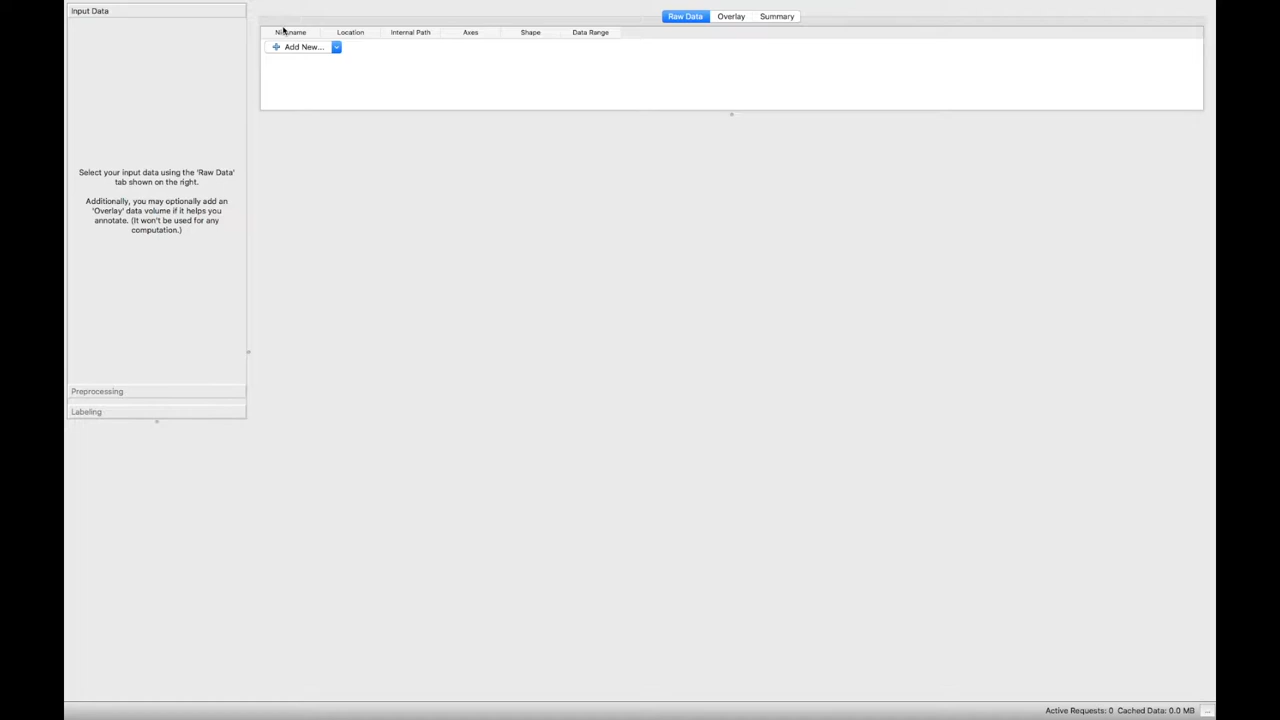 Input Data
Raw Data Overlay Summary
Nickname Location Internal Path Axes Shape Data Range
Add New...
Select your input data using the 'Raw Data'
tab shown on the right.
Additionally, you may optionally add an
'Overlay' data volume if it helps you
annotate. (It won't be used for any
computation.)
Preprocessing
Labeling
Active Requests: 0 Cached Data: 0.0 MB ...